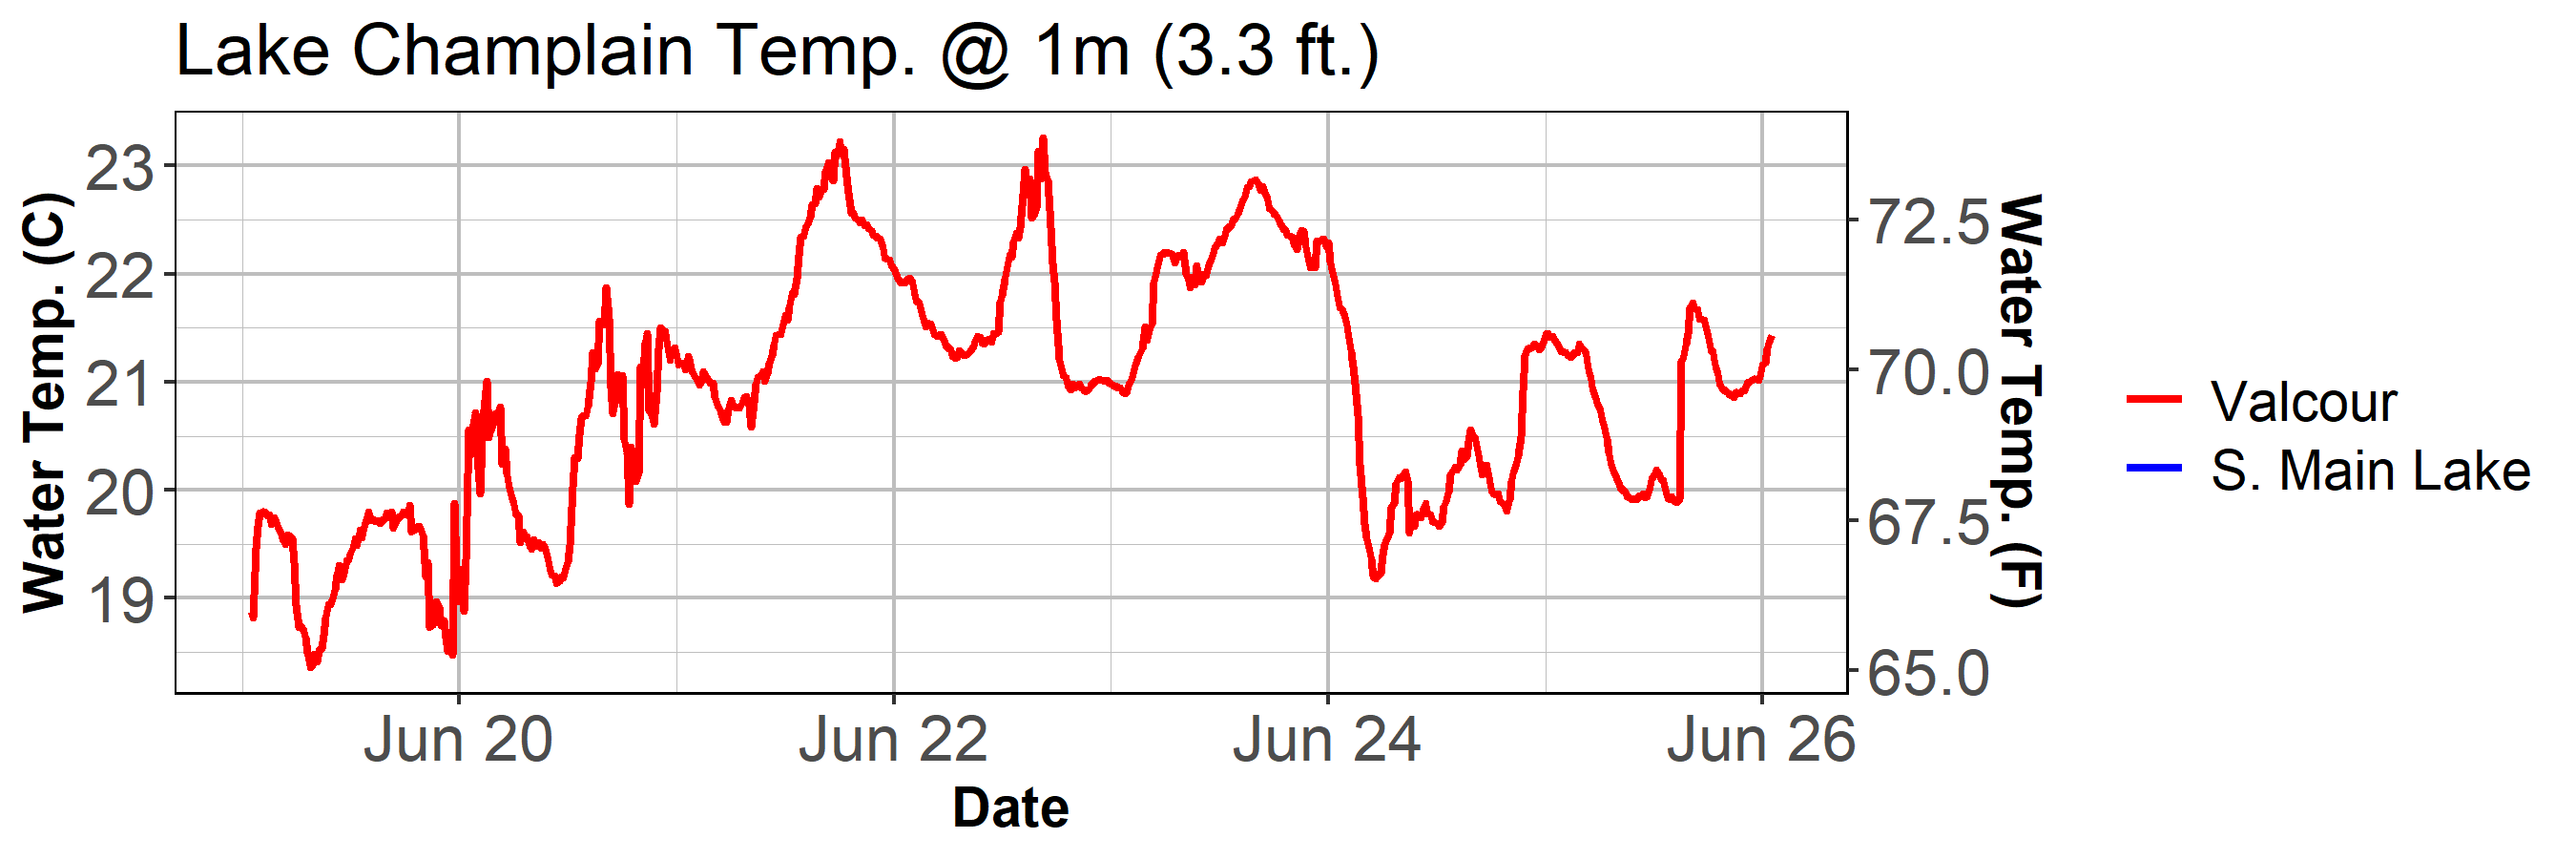 Lake Champlain Temp. @ 1m (3.3 ft.)
Water Temp. (C)
23
22
21
20
19
72.5
70.0
67.5
65.0
Water Temp. (F)
Jun 20
Jun 22
Jun 24
Jun 26
Date
Valcour
S. Main Lake